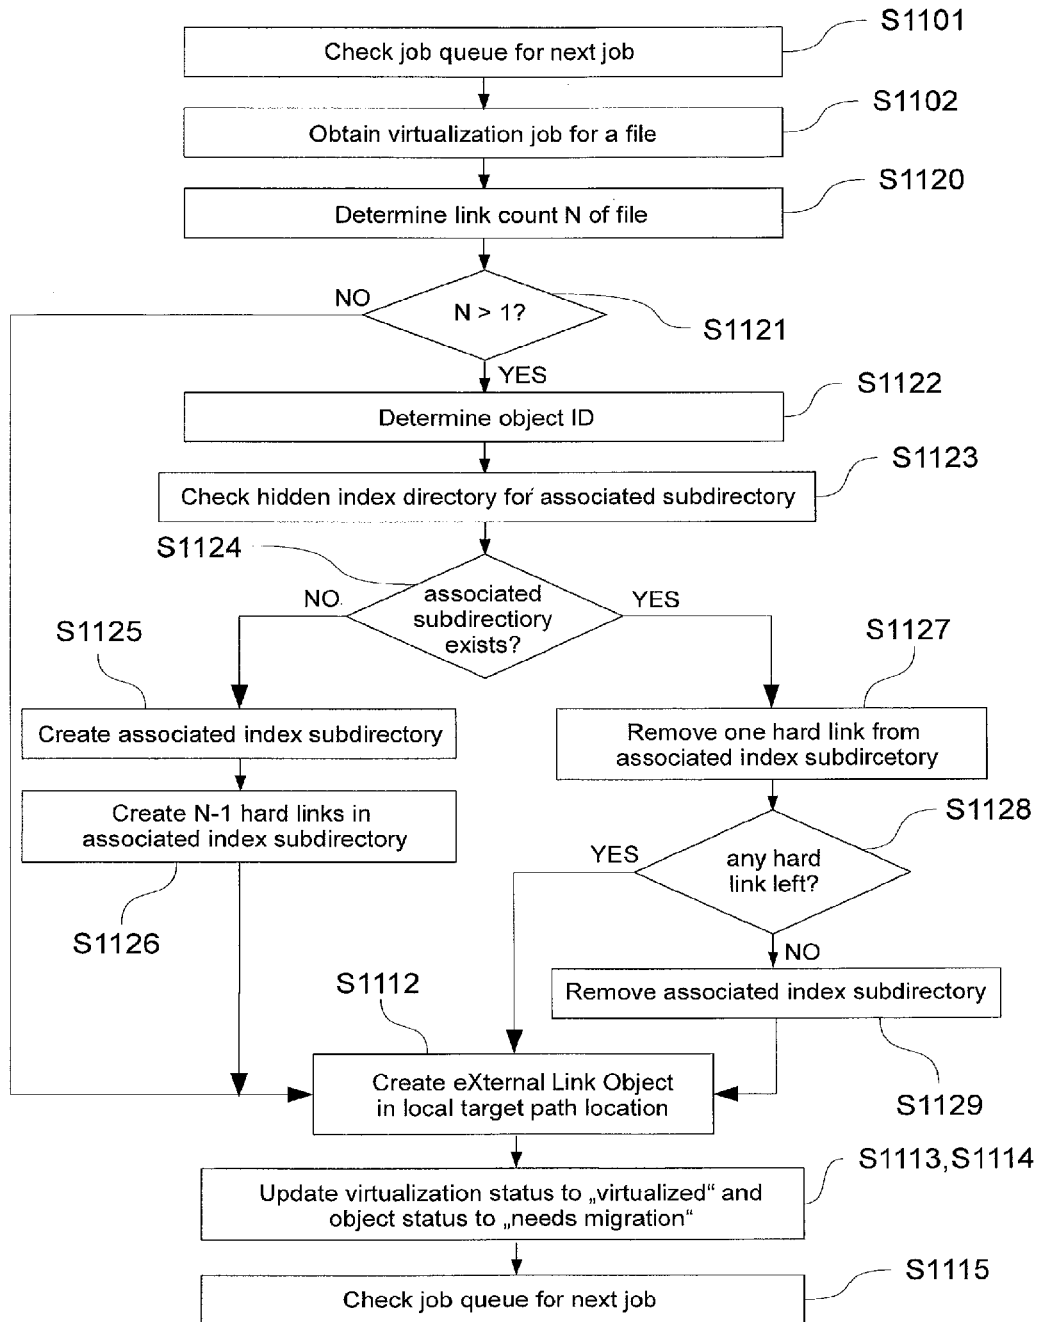 S1101
Check job queue for next job
S1102
Obtain virtualization job for a file
S1120
Determine link count N of file
NO
N > 1?
S1121
YES
S1122
Determine object ID
S1123
Check hidden index directory for associated subdirectory
S1124
NO
associated
subdirectiory
exists?
YES
S1125
S1127
Create associated index subdirectory
Remove one hard link from
associated index subdircetory
Create N-1 hard links in
associated index subdirectory
S1128
YES
any hard
link left?
S1126
NO
S1112
Remove associated index subdirectory
Create eXternal Link Object
in local target path location
S1129
S1113,S1114
Update virtualization status to „virtualized“ and
object status to „needs migration“
S1115
Check job queue for next job